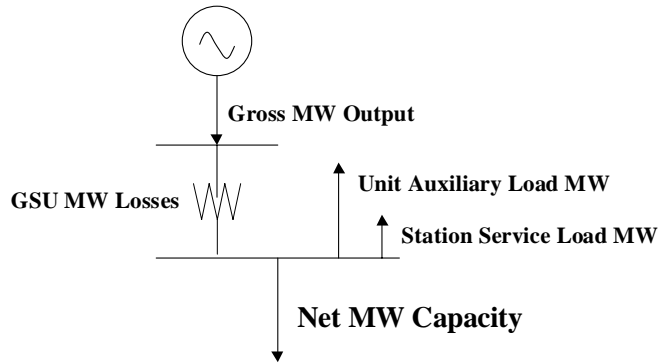 Gross MW Output
Unit Auxiliary Load MW
GSU MW Losses
Station Service Load MW
Net MW Capacity